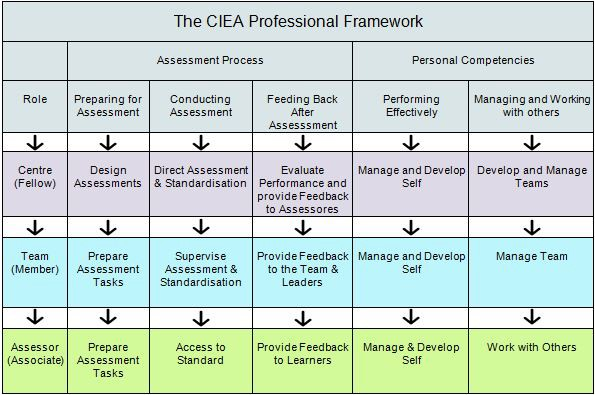 The CIEA Professional Framework
Assessment Process
Personal Competencies
Role
Preparing for
Assessment
Conducting
Assessment
Feeding Back
After
Assesssment
Performing
Effectively
Managing and Working
with others
Centre
(Fellow)
Design
Assessments
Direct Assessment
& Standardisation
Evaluate
Performance and
provide Feedback
to Assessores
Manage and Develop
Self
Develop and Manage
Teams
Team
(Member)
Prepare
Assessment
Tasks
Supervise
Assessment &
Standardisation
Provide Feedback
to the Team &
Leaders
Manage and Develop
Self
Manage Team
Assessor
(Associate)
Prepare
Assessment
Tasks
Access to
Standard
Provide Feedback
to Learners
Manage & Develop
Self
Work with Others